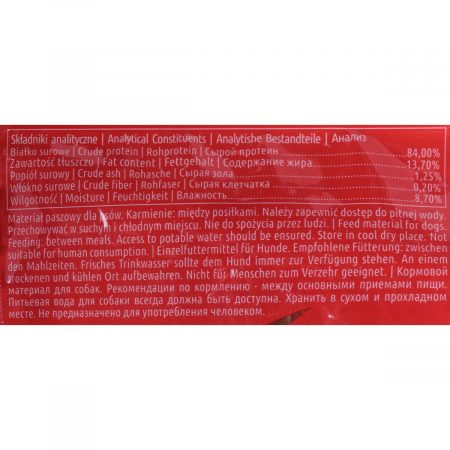 Składniki analityczne | Analytical Constituents | Analytishe Bestandteile | Анализ
Białko surowe | Crude protein | Rohprotein | Сырой протеин 84,00%
Zawartość tłuszczu | Fat content | Fettgehalt | Содержание жира 13,70%
Popiół surowy | Crude ash | Rohasche | Сырая зола 1,25%
Włókno surowe | Crude fiber | Rohfaser | Сырая клетчатка 0,20%
Wilgotność | Moisture | Feuchtigkeit | Влажность 8,70%
Materiał paszowy dla psów. Karmienie: między posiłkami. Należy zapewnić dostęp do pitnej wody.
Przechowywać w suchym i chłodnym miejscu. Nie do spożycia przez ludzi. | Feed material for dogs.
Feeding: between meals. Access to potable water should be ensured. Store in cool dry place. Not
suitable for human consumption. | Einzelfuttermittel für Hunde. Empfohlene Fütterung: zwischen
den Mahlzeiten. Frisches Trinkwasser sollte dem Hund immer zur Verfügung stehen. An einem
trockenen und kühlen Ort aufbewahren. Nicht für Menschen zum Verzehr geeignet. | Кормовой
материал для собак. Рекомендации по кормлению - между основными приемами пищи.
Питьевая вода для собаки всегда должна быть доступна. Хранить в сухом и прохладном
месте. Не предназначено для употребления человеком.